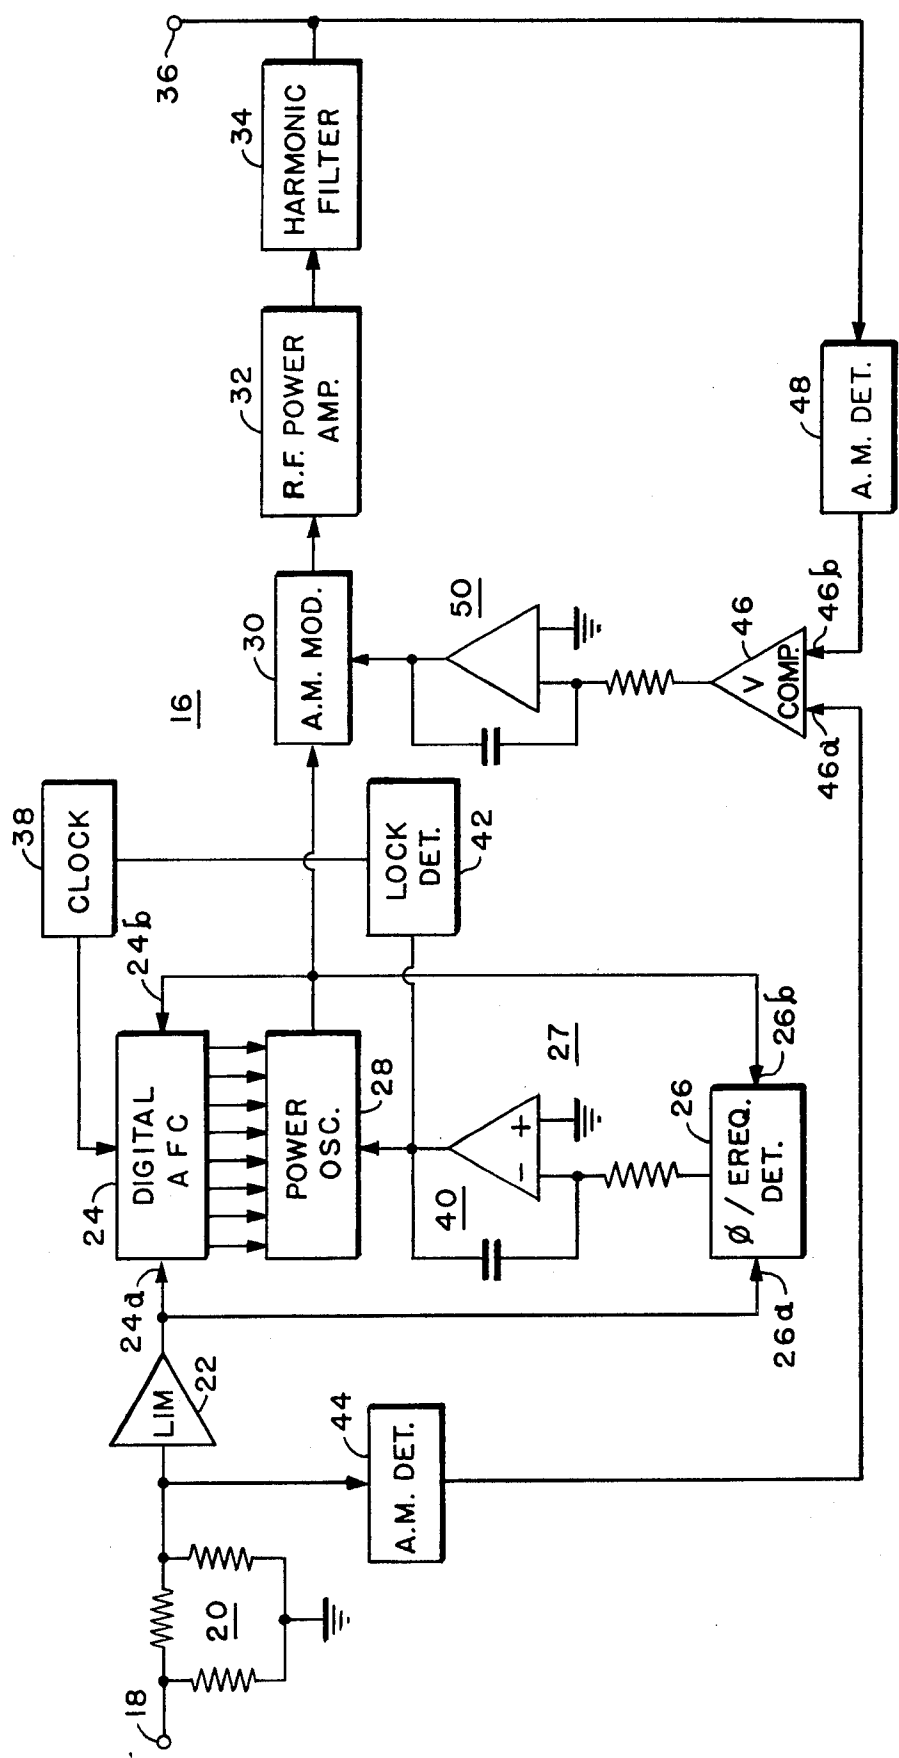 18
20
LIM
22
44
A.M. DET.
24a
24
DIGITAL
AFC
24b
38
CLOCK
POWER
OSC.
28
40
-
+
27
26a
Ø / EREQ.
DET.
26
26b
LOCK
DET.
42
16
30
A.M. MOD.
50
46a
V
COMP.
46
46b
32
R.F. POWER
AMP.
34
HARMONIC
FILTER
36
48
A.M. DET.